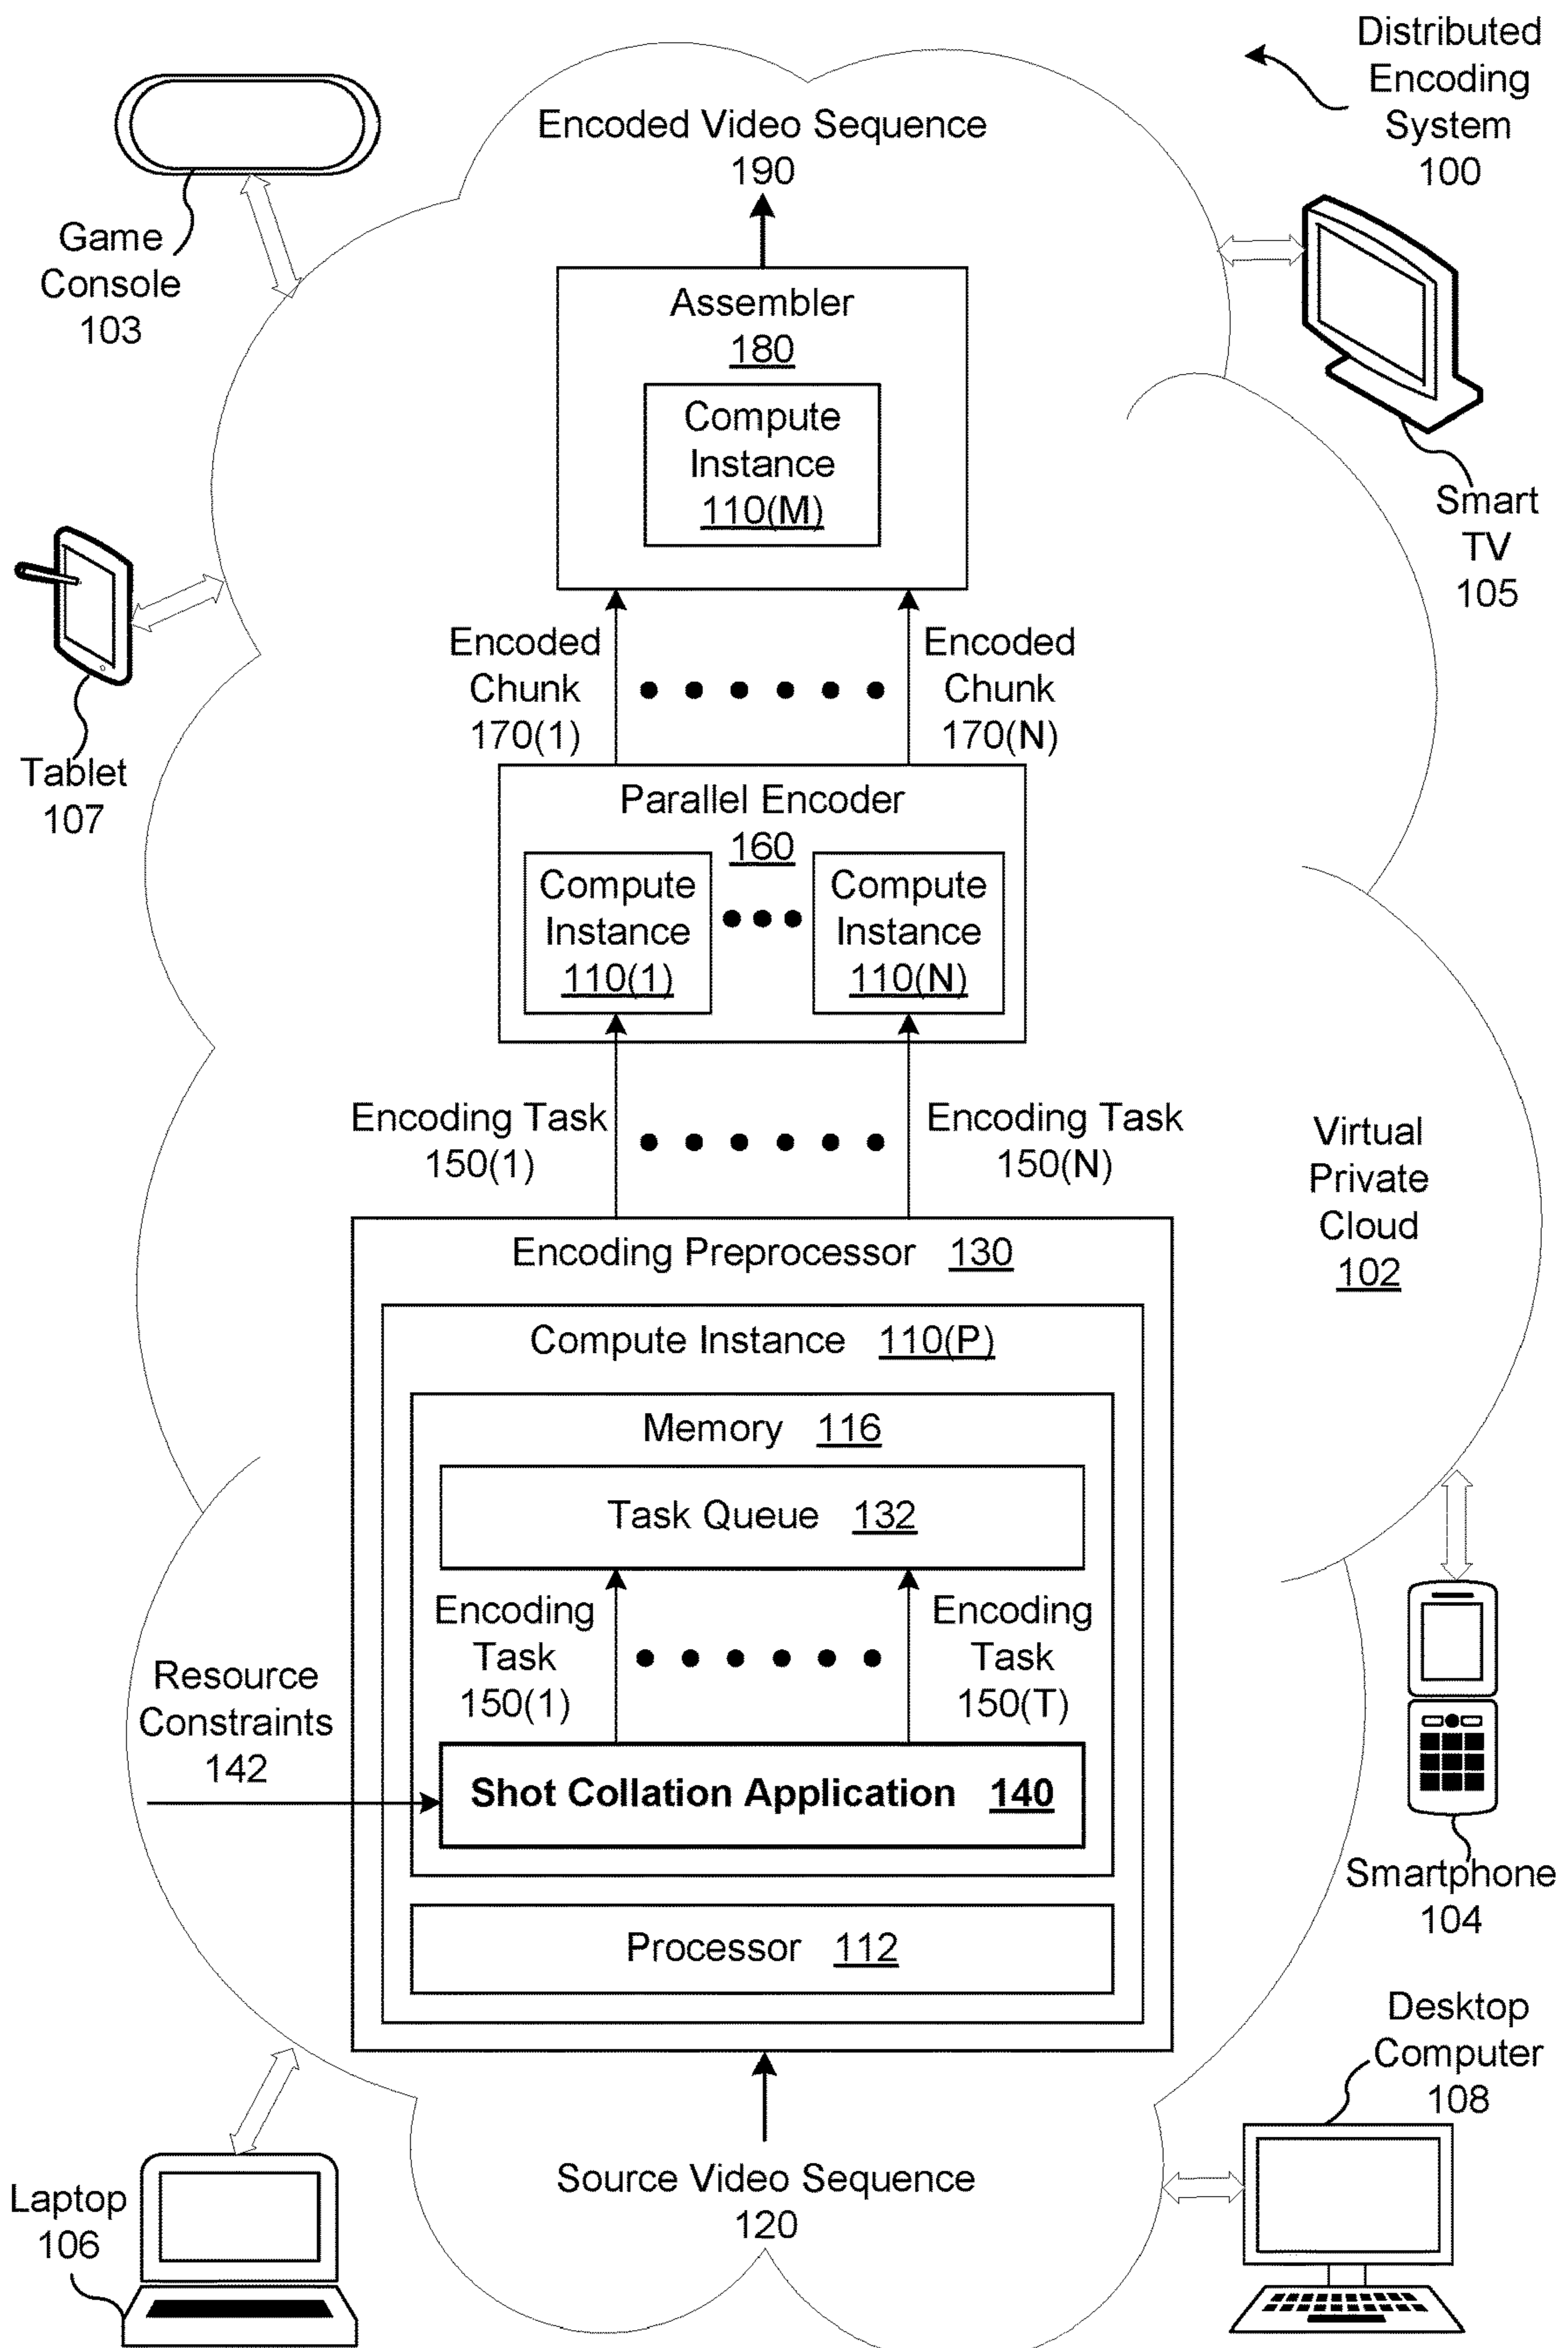 Distributed
Encoding
System
100
Encoded Video Sequence
190
Game
Console
103
Assembler
180
Compute
Instance
110(M)
Smart
TV
105
Encoded
Chunk
170(1)
Encoded
Chunk
170(N)
Tablet
107
Parallel Encoder
160
Compute
Instance
110(1)
Compute
Instance
110(N)
Encoding Task
150(1)
Encoding Task
150(N)
Virtual
Private
Cloud
102
Encoding Preprocessor 130
Compute Instance 110(P)
Memory 116
Task Queue 132
Encoding
Task
150(1)
Encoding
Task
150(T)
Resource
Constraints
142
Shot Collation Application 140
Smartphone
104
Processor 112
Desktop
Computer
108
Laptop
106
Source Video Sequence
120